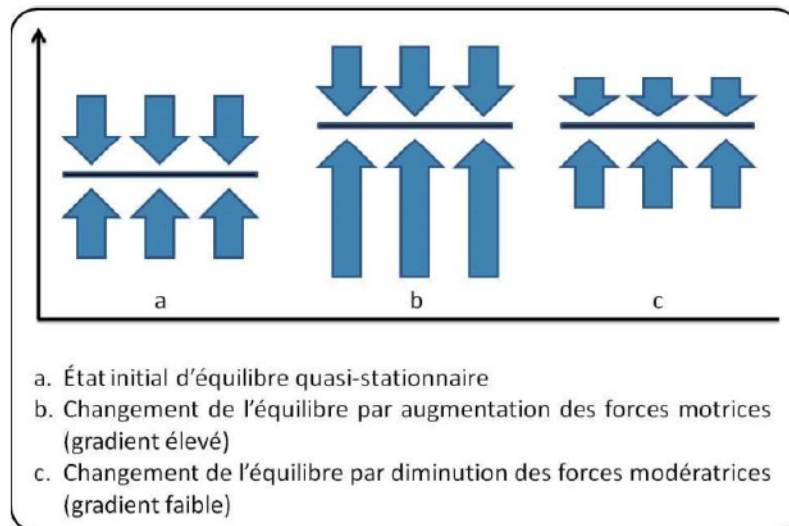 a
b
c
a. État initial d'équilibre quasi-stationnaire
b. Changement de l'équilibre par augmentation des forces motrices
(gradient élevé)
c. Changement de l'équilibre par diminution des forces modératrices
(gradient faible)